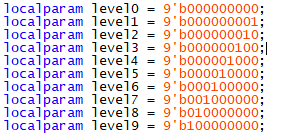 localparam level0 = 9'b000000000;
localparam level1 = 9'b000000001;
localparam level2 = 9'b000000010;
localparam level3 = 9'b000000100;
localparam level4 = 9'b000001000;
localparam level5 = 9'b000010000;
localparam level6 = 9'b000100000;
localparam level7 = 9'b001000000;
localparam level8 = 9'b010000000;
localparam level9 = 9'b100000000;